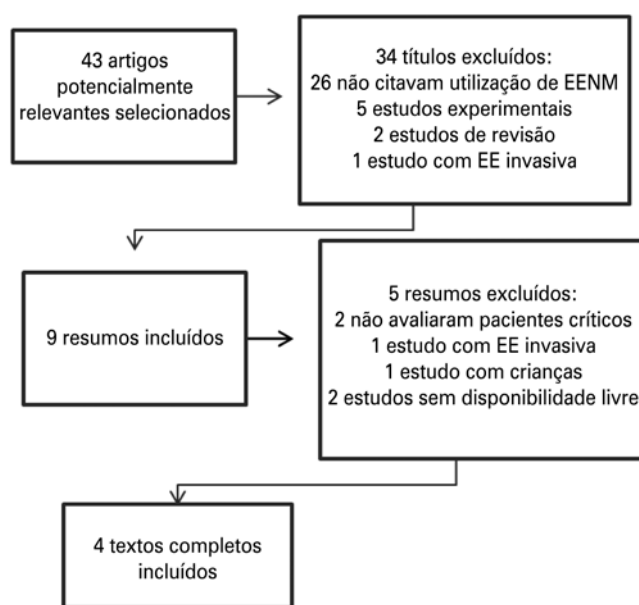 43 artigos
potencialmente
relevantes selecionados
34 títulos excluídos:
26 não citavam utilização de EENM
5 estudos experimentais
2 estudos de revisão
1 estudo com EE invasiva
9 resumos incluídos
5 resumos excluídos:
2 não avaliaram pacientes críticos
1 estudo com EE invasiva
1 estudo com crianças
2 estudos sem disponibilidade livre
4 textos completos
incluídos